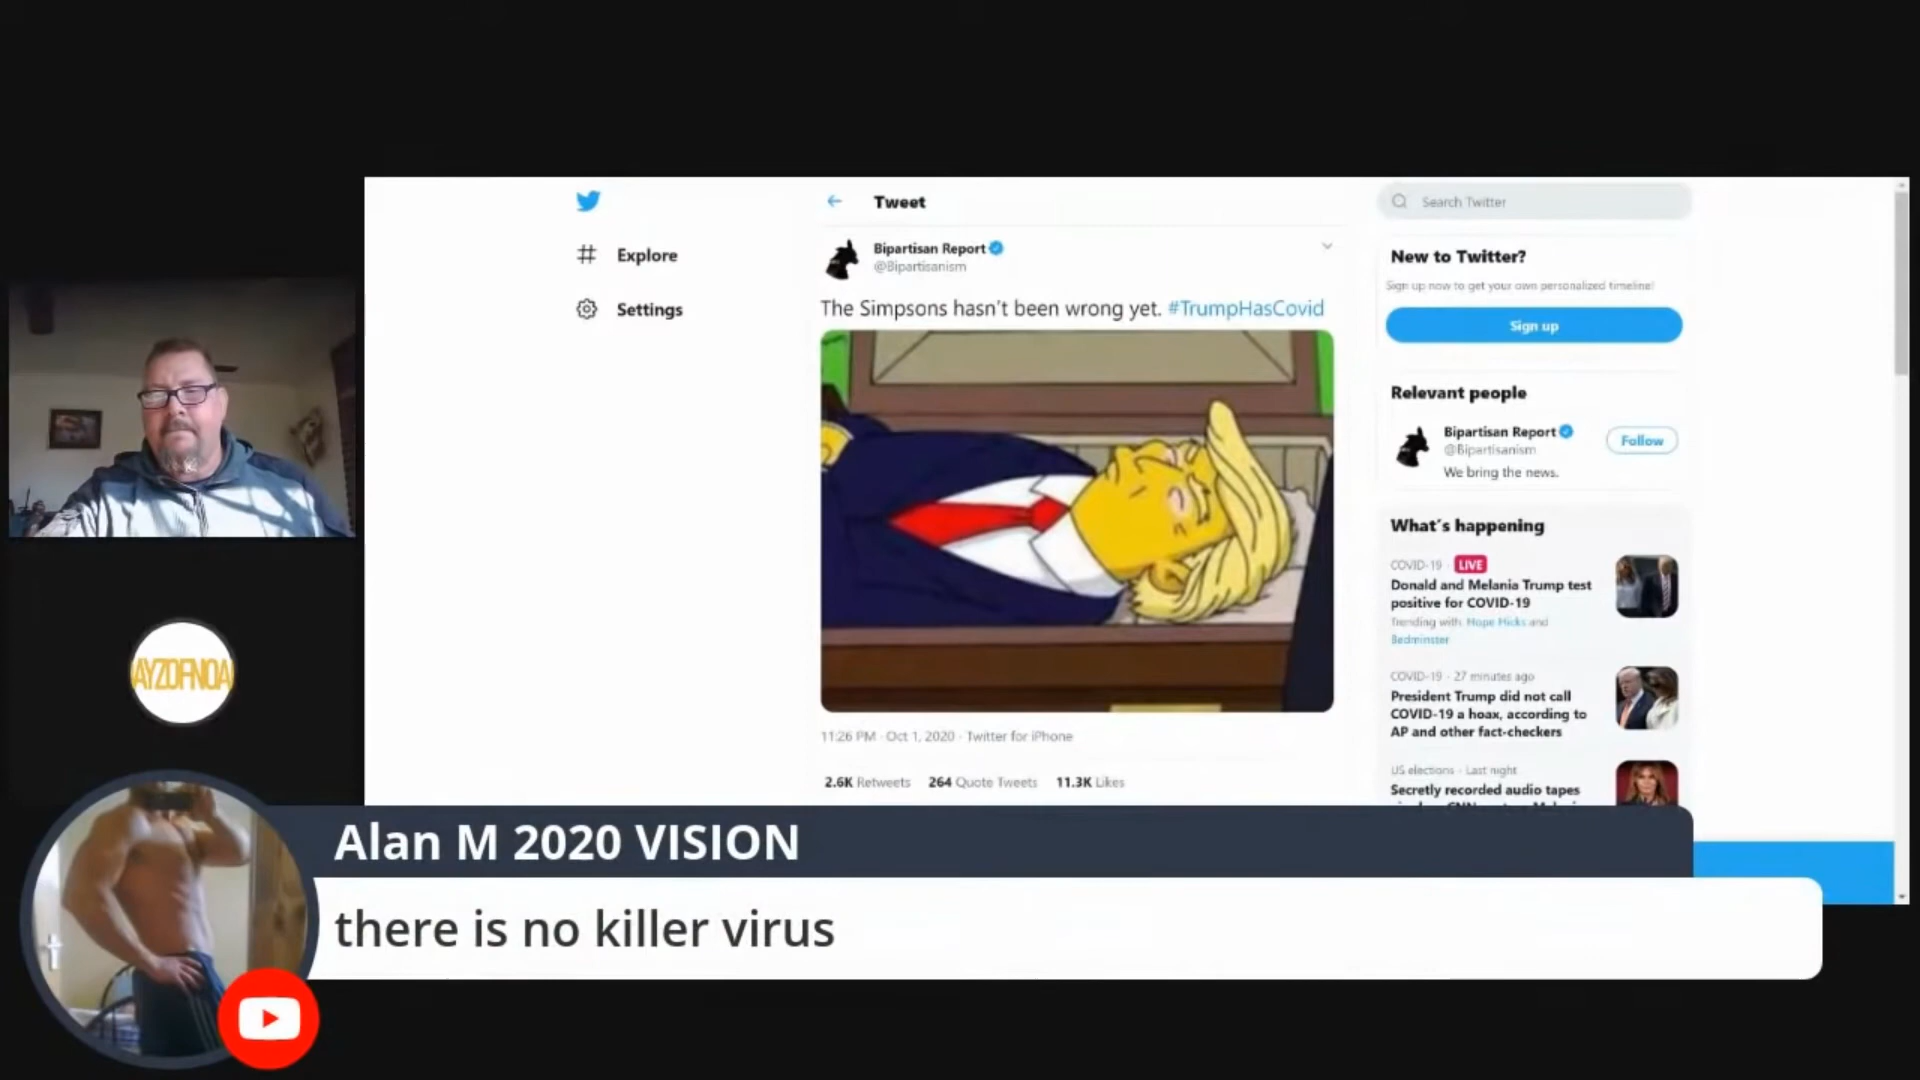 Tweet
Search Twitter
Explore
Settings
Bipartisan Report
@Bipartisanism
The Simpsons hasn't been wrong yet. #TrumpHasCovid
11:26 PM · Oct 1, 2020 · Twitter for iPhone
2.6K Retweets 264 Quote Tweets 11.3K Likes
New to Twitter?
Sign up now to get your own personalized timeline!
Sign up
Relevant people
Bipartisan Report
@Bipartisanism
Follow
We bring the news.
What's happening
COVID-19 · LIVE
Donald and Melania Trump test
positive for COVID-19
Trending with Hope Hicks and
Bedminster
COVID-19 · 27 minutes ago
President Trump did not call
COVID-19 a hoax, according to
AP and other fact-checkers
US elections · Last night
Secretly recorded audio tapes
AYZOFNOA
Alan M 2020 VISION
there is no killer virus